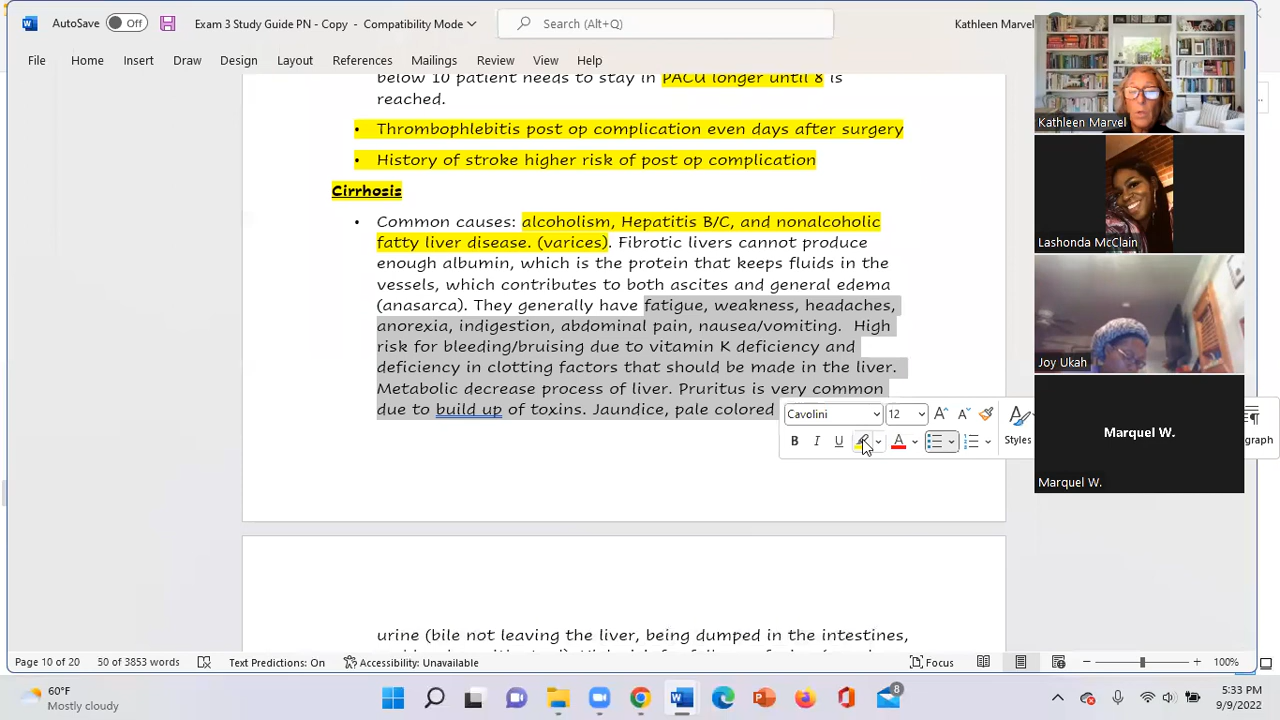 AutoSave Off Exam 3 Study Guide PN - Copy - Compatibility Mode Search (Alt+Q) Kathleen Marvel
File Home Insert Draw Design Layout References Mailings Review View Help
below 10 patient needs to stay in PACU longer until 8 is
reached.
• Thrombophlebitis post op complication even days after surgery
• History of stroke higher risk of post op complication
Cirrhosis
• Common causes: alcoholism, Hepatitis B/C, and nonalcoholic
fatty liver disease. (varices). Fibrotic livers cannot produce
enough albumin, which is the protein that keeps fluids in the
vessels, which contributes to both ascites and general edema
(anasarca). They generally have fatigue, weakness, headaches,
anorexia, indigestion, abdominal pain, nausea/vomiting. High
risk for bleeding/bruising due to vitamin K deficiency and
deficiency in clotting factors that should be made in the liver.
Metabolic decrease process of liver. Pruritus is very common
due to build up of toxins. Jaundice, pale colored
Cavolini 12
B I U A Styles
urine (bile not leaving the liver, being dumped in the intestines,
Kathleen Marvel
Lashonda McClain
Joy Ukah
Marquel W.
Marquel W.
Page 10 of 20 50 of 3853 words Text Predictions: On Accessibility: Unavailable Focus 100%
60°F
Mostly cloudy
8
5:33 PM
9/9/2022